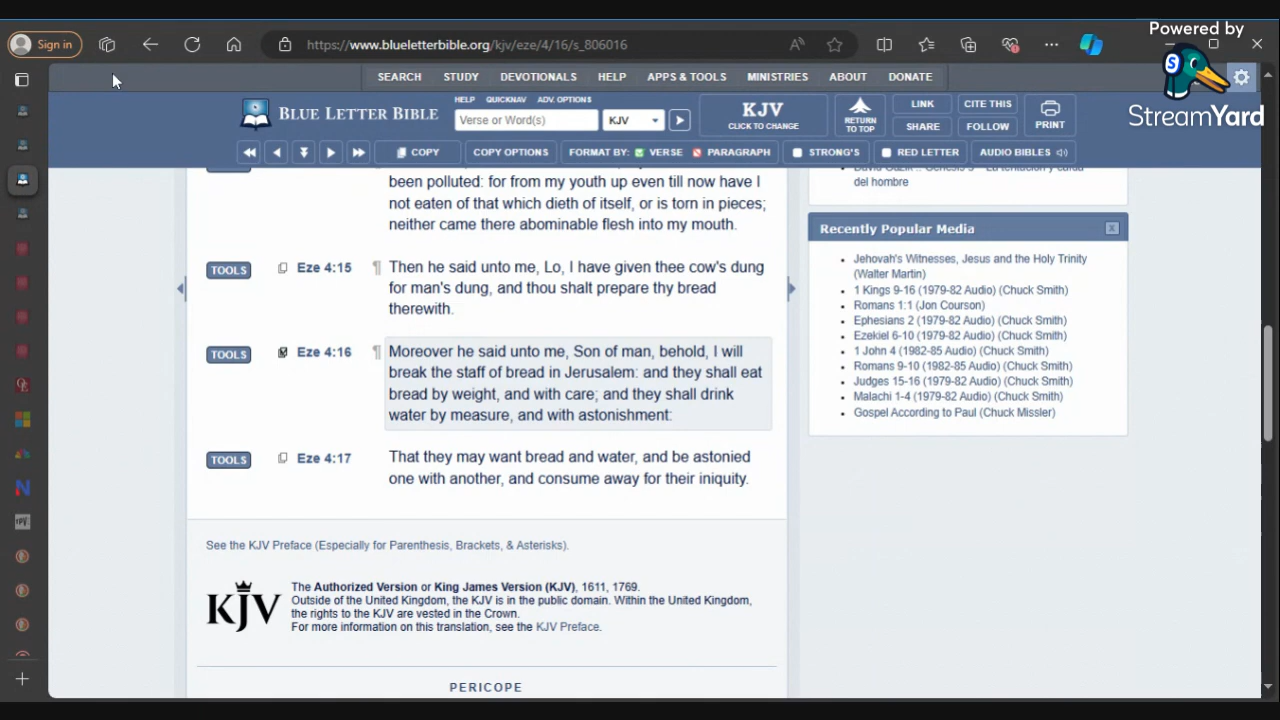 Powered by
StreamYard
Sign in
https://www.blueletterbible.org/kjv/eze/4/16/s_806016
SEARCH STUDY DEVOTIONALS HELP APPS & TOOLS MINISTRIES ABOUT DONATE
BLUE LETTER BIBLE
HELP QUICKNAV ADV. OPTIONS
Verse or Word(s) KJV
KJV
CLICK TO CHANGE
RETURN
TO TOP
LINK CITE THIS
SHARE FOLLOW
PRINT
COPY COPY OPTIONS FORMAT BY: VERSE PARAGRAPH STRONG'S RED LETTER AUDIO BIBLES
been polluted: for from my youth up even till now have I
not eaten of that which dieth of itself, or is torn in pieces;
neither came there abominable flesh into my mouth.
TOOLS Eze 4:15 ¶ Then he said unto me, Lo, I have given thee cow's dung
for man's dung, and thou shalt prepare thy bread
therewith.
TOOLS Eze 4:16 ¶ Moreover he said unto me, Son of man, behold, I will
break the staff of bread in Jerusalem: and they shall eat
bread by weight, and with care; and they shall drink
water by measure, and with astonishment:
TOOLS Eze 4:17 That they may want bread and water, and be astonied
one with another, and consume away for their iniquity.
See the KJV Preface (Especially for Parenthesis, Brackets, & Asterisks).
KJV
The Authorized Version or King James Version (KJV), 1611, 1769.
Outside of the United Kingdom, the KJV is in the public domain. Within the United Kingdom,
the rights to the KJV are vested in the Crown.
For more information on this translation, see the KJV Preface.
PERICOPE
del hombre
Recently Popular Media
Jehovah's Witnesses, Jesus and the Holy Trinity
(Walter Martin)
1 Kings 9-16 (1979-82 Audio) (Chuck Smith)
Romans 1:1 (Jon Courson)
Ephesians 2 (1979-82 Audio) (Chuck Smith)
Ezekiel 6-10 (1979-82 Audio) (Chuck Smith)
1 John 4 (1982-85 Audio) (Chuck Smith)
Romans 9-10 (1982-85 Audio) (Chuck Smith)
Judges 15-16 (1979-82 Audio) (Chuck Smith)
Malachi 1-4 (1979-82 Audio) (Chuck Smith)
Gospel According to Paul (Chuck Missler)